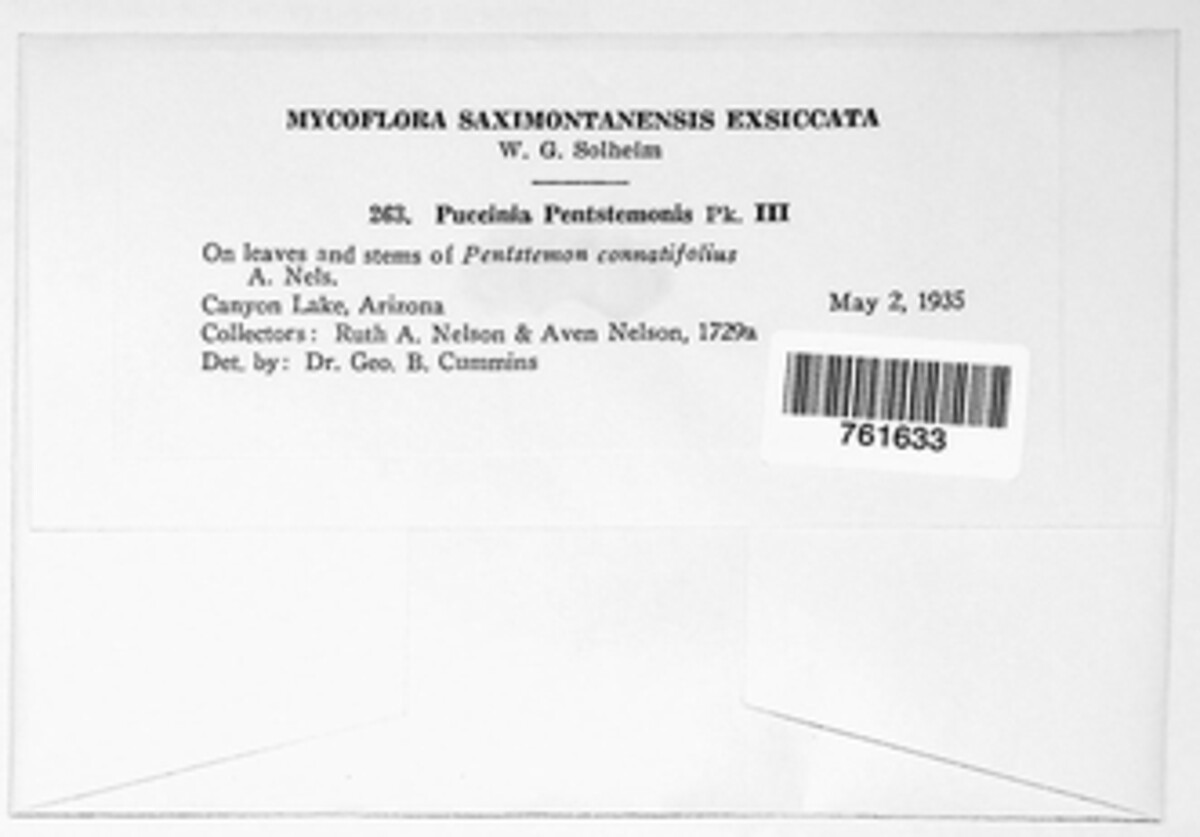 MYCOFLORA SAXIMONTANENSIS EXSICCATA
W. G. Solheim
263. Puccinia Pentstemonis Pk. III
On leaves and stems of Pentstemon connatifolius
A. Nels.
Canyon Lake, Arizona May 2, 1935
Collectors: Ruth A. Nelson & Aven Nelson, 1729a
Det. by: Dr. Geo. B. Cummins
761633